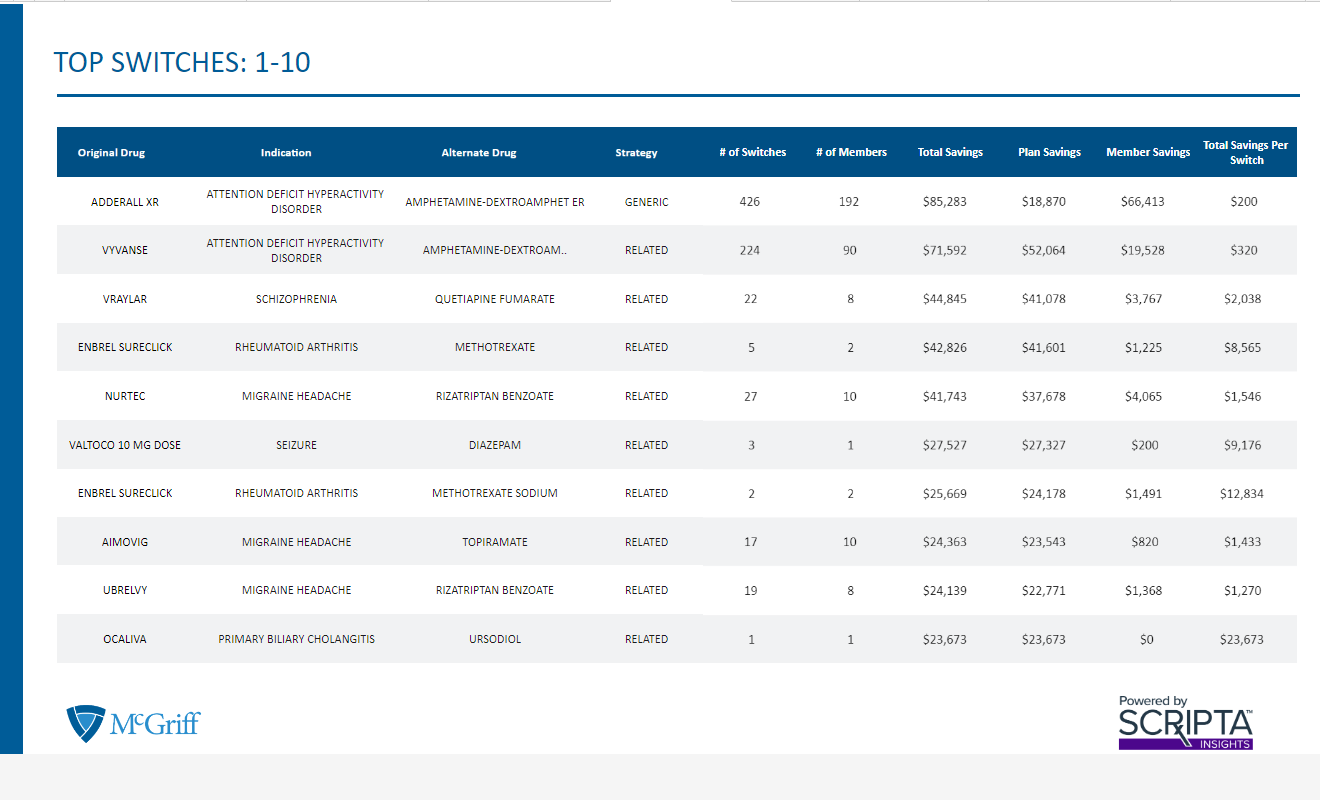 TOP SWITCHES: 1-10
Original Drug Indication Alternate Drug Strategy # of Switches # of Members Total Savings Plan Savings Member Savings Total Savings Per Switch
ADDERALL XR ATTENTION DEFICIT HYPERACTIVITY DISORDER AMPHETAMINE-DEXTROAMPHET ER GENERIC 426 192 $85,283 $18,870 $66,413 $200
VYVANSE ATTENTION DEFICIT HYPERACTIVITY DISORDER AMPHETAMINE-DEXTROAM.. RELATED 224 90 $71,592 $52,064 $19,528 $320
VRAYLAR SCHIZOPHRENIA QUETIAPINE FUMARATE RELATED 22 8 $44,845 $41,078 $3,767 $2,038
ENBREL SURECLICK RHEUMATOID ARTHRITIS METHOTREXATE RELATED 5 2 $42,826 $41,601 $1,225 $8,565
NURTEC MIGRAINE HEADACHE RIZATRIPTAN BENZOATE RELATED 27 10 $41,743 $37,678 $4,065 $1,546
VALTOCO 10 MG DOSE SEIZURE DIAZEPAM RELATED 3 1 $27,527 $27,327 $200 $9,176
ENBREL SURECLICK RHEUMATOID ARTHRITIS METHOTREXATE SODIUM RELATED 2 2 $25,669 $24,178 $1,491 $12,834
AIMOVIG MIGRAINE HEADACHE TOPIRAMATE RELATED 17 10 $24,363 $23,543 $820 $1,433
UBRELVY MIGRAINE HEADACHE RIZATRIPTAN BENZOATE RELATED 19 8 $24,139 $22,771 $1,368 $1,270
OCALIVA PRIMARY BILIARY CHOLANGITIS URSODIOL RELATED 1 1 $23,673 $23,673 $0 $23,673
McGriff
Powered by
SCRIPTA™
INSIGHTS